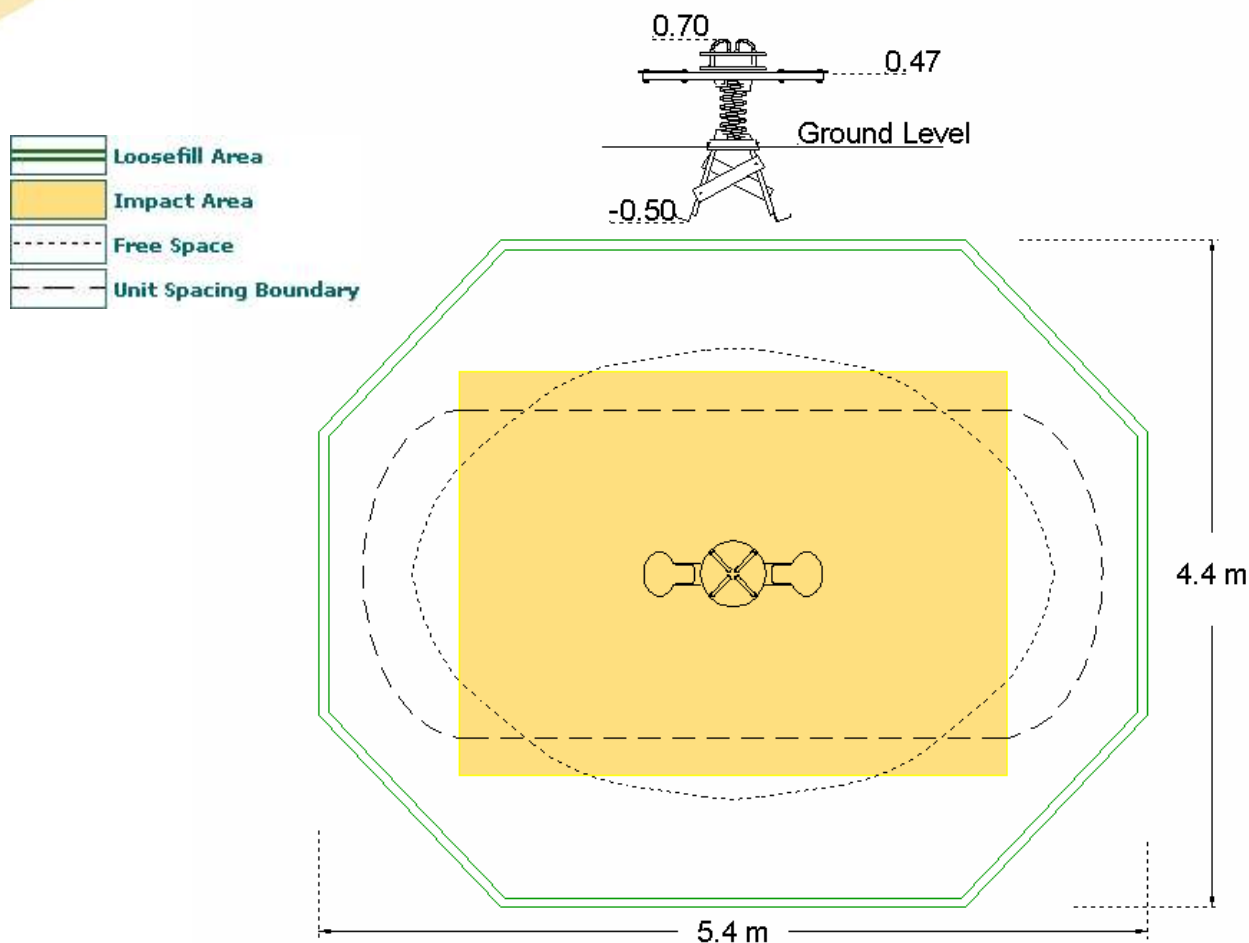 0.70
0.47
Ground Level
-0.50
Loosefill Area
Impact Area
Free Space
Unit Spacing Boundary
4.4 m
5.4 m